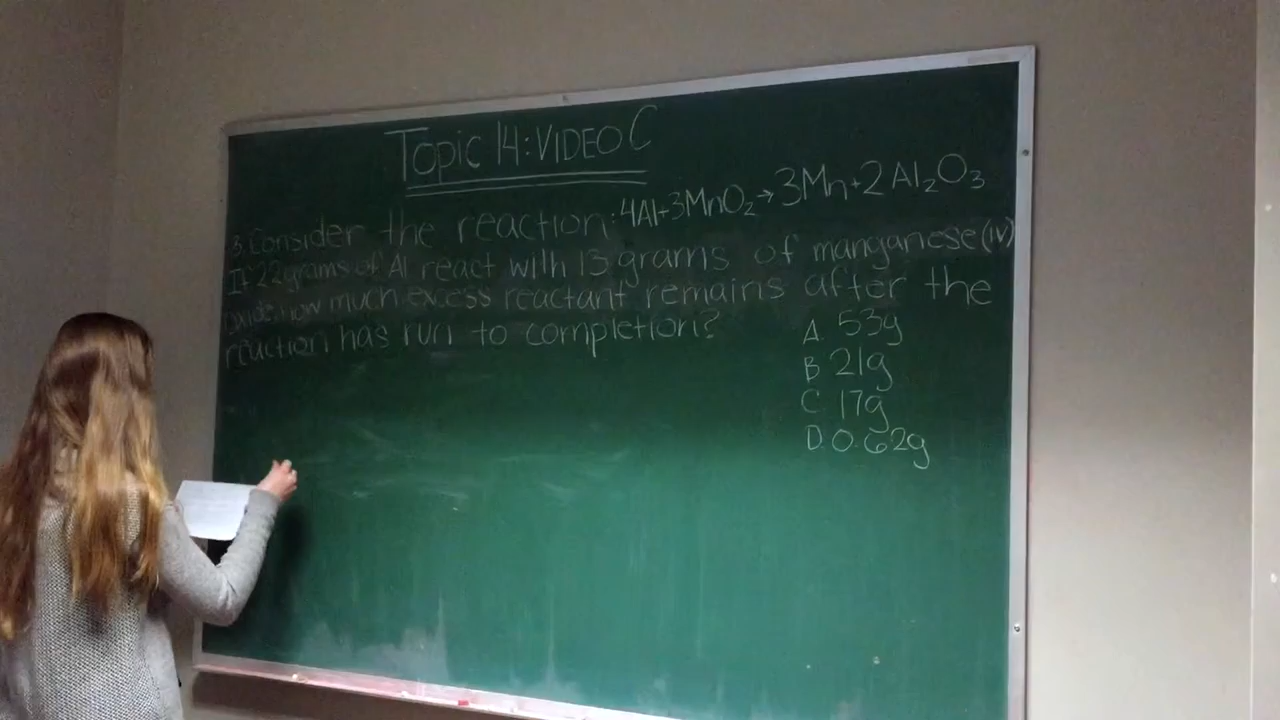 Topic 14: VIDEO C
3. Consider the reaction: 4Al+3MnO₂→3Mn+2Al₂O₃
If 22grams of Al react with 13 grams of manganese(iv)
oxide, how much excess reactant remains after the
reaction has run to completion?
A. 53g
B 21g
C. 17g
D. 0.62g